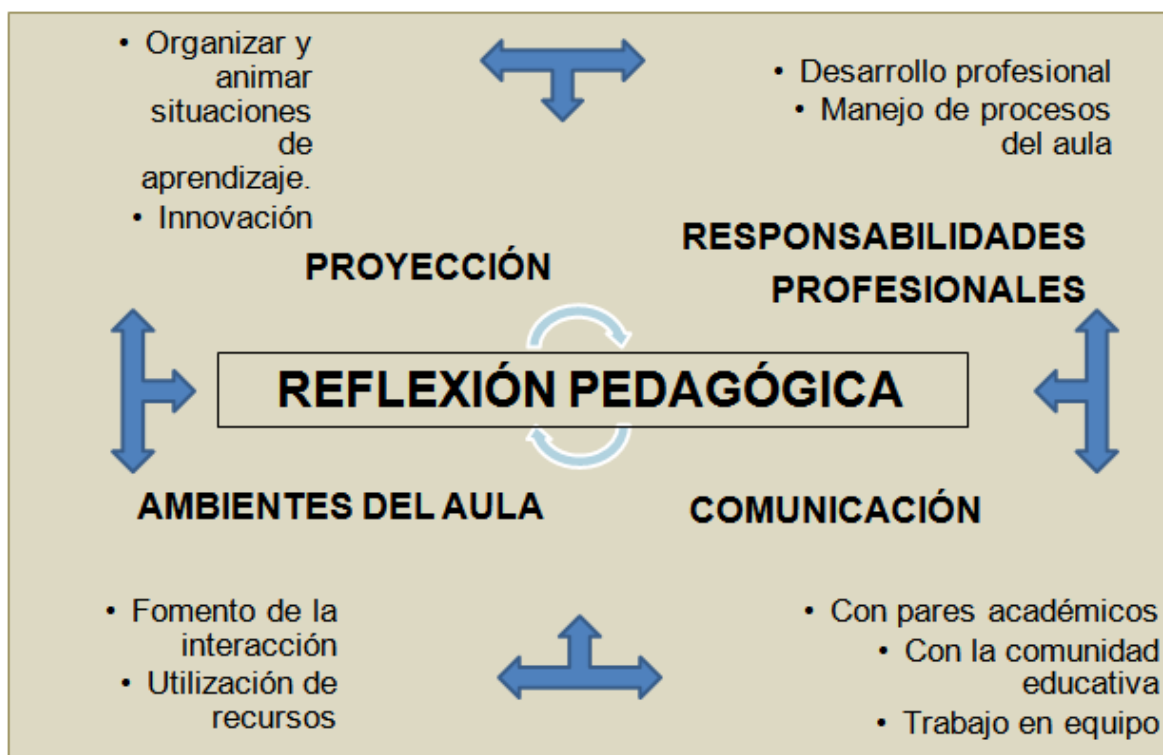 • Organizar y
animar
situaciones
de
aprendizaje.
• Innovación
• Desarrollo profesional
• Manejo de procesos
del aula
PROYECCIÓN
RESPONSABILIDADES
PROFESIONALES
REFLEXIÓN PEDAGÓGICA
AMBIENTES DEL AULA
COMUNICACIÓN
• Fomento de la
interacción
• Utilización de
recursos
• Con pares académicos
• Con la comunidad
educativa
• Trabajo en equipo